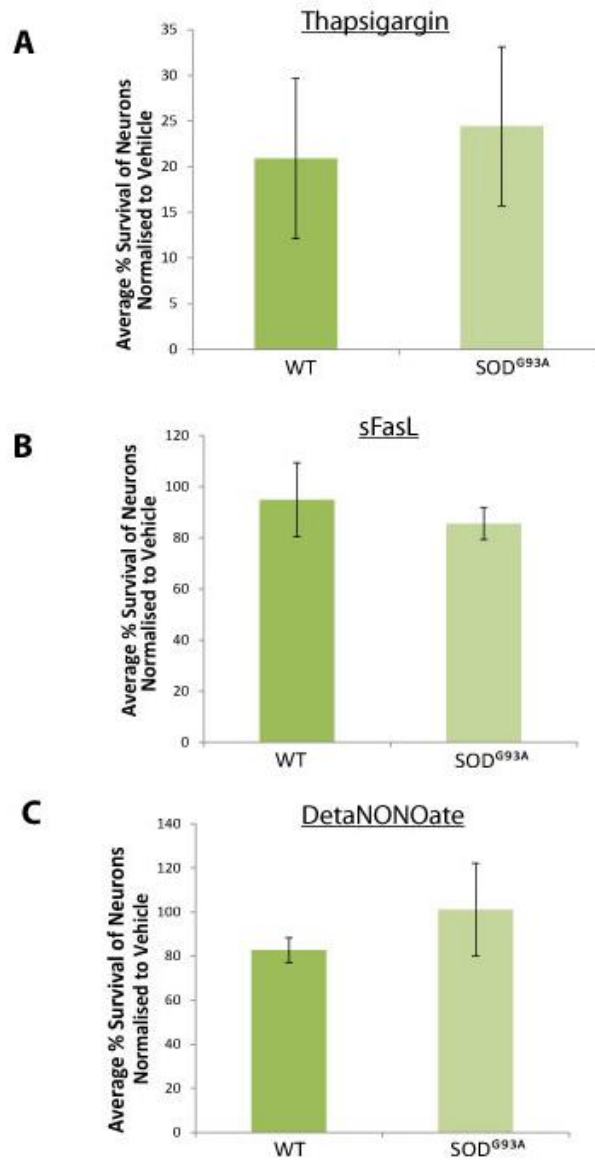 A
Thapsigargin
Average % Survival of Neurons
Normalised to Vehilcle
35
30
25
20
15
10
5
0
WT
SOD^G93A
B
sFasL
Average % Survival of Neurons
Normalised to Vehicle
120
100
80
60
40
20
0
WT
SOD^G93A
C
DetaNONOate
Average % Survival of Neurons
Normalised to Vehicle
140
120
100
80
60
40
20
0
WT
SOD^G93A